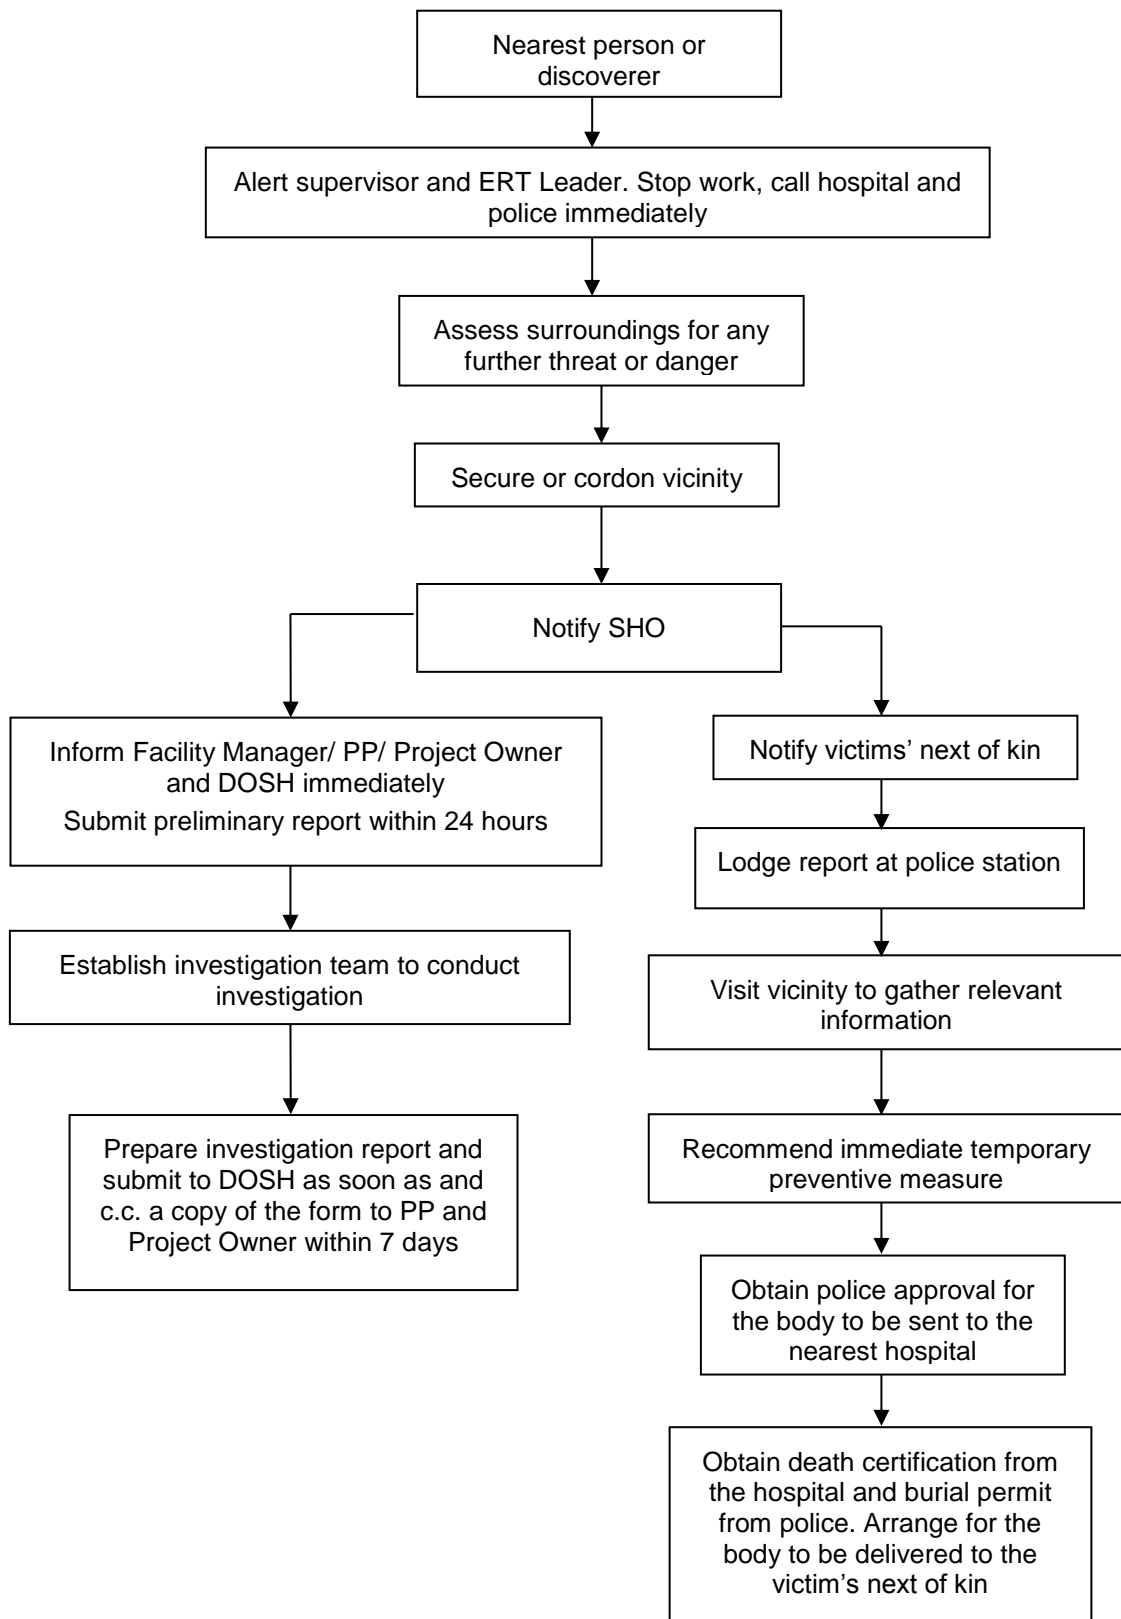 Nearest person or
discoverer
Alert supervisor and ERT Leader. Stop work, call hospital and
police immediately
Assess surroundings for any
further threat or danger
Secure or cordon vicinity
Notify SHO
Inform Facility Manager/ PP/ Project Owner
and DOSH immediately
Submit preliminary report within 24 hours
Establish investigation team to conduct
investigation
Prepare investigation report and
submit to DOSH as soon as and
c.c. a copy of the form to PP and
Project Owner within 7 days
Notify victims’ next of kin
Lodge report at police station
Visit vicinity to gather relevant
information
Recommend immediate temporary
preventive measure
Obtain police approval for
the body to be sent to the
nearest hospital
Obtain death certification from
the hospital and burial permit
from police. Arrange for the
body to be delivered to the
victim’s next of kin